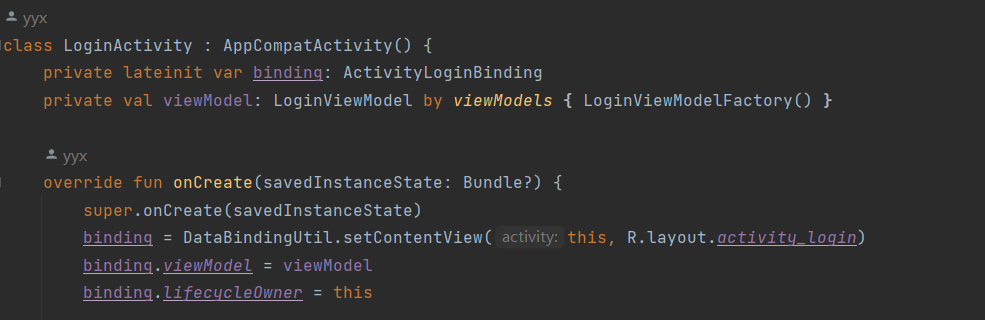 yyx
class LoginActivity : AppCompatActivity() {
private lateinit var binding: ActivityLoginBinding
private val viewModel: LoginViewModel by viewModels { LoginViewModelFactory() }
yyx
override fun onCreate(savedInstanceState: Bundle?) {
super.onCreate(savedInstanceState)
binding = DataBindingUtil.setContentView( activity: this, R.layout.activity_login)
binding.viewModel = viewModel
binding.lifecycleOwner = this